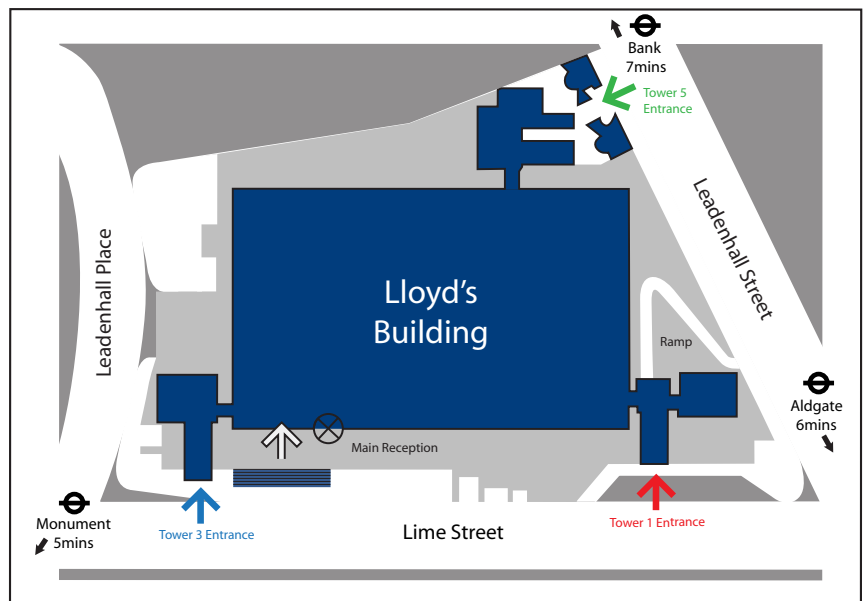 Bank
7mins
Tower 5
Entrance
Leadenhall Place
Leadenhall Street
Lloyd's
Building
Ramp
Aldgate
6mins
Main Reception
Monument
5mins
Tower 3 Entrance
Lime Street
Tower 1 Entrance